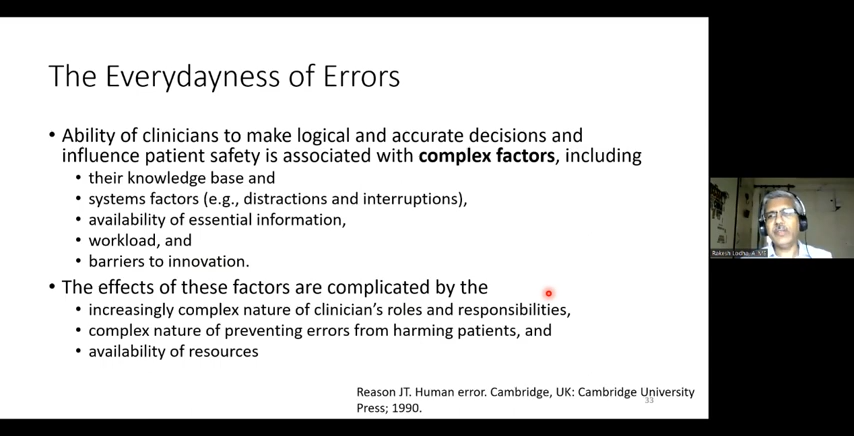 The Everydayness of Errors
• Ability of clinicians to make logical and accurate decisions and
influence patient safety is associated with complex factors, including
• their knowledge base and
• systems factors (e.g., distractions and interruptions),
• availability of essential information,
• workload, and
• barriers to innovation.
• The effects of these factors are complicated by the
• increasingly complex nature of clinician's roles and responsibilities,
• complex nature of preventing errors from harming patients, and
• availability of resources
Reason JT. Human error. Cambridge, UK: Cambridge University
Press; 1990.
33
Rakesh Lodha